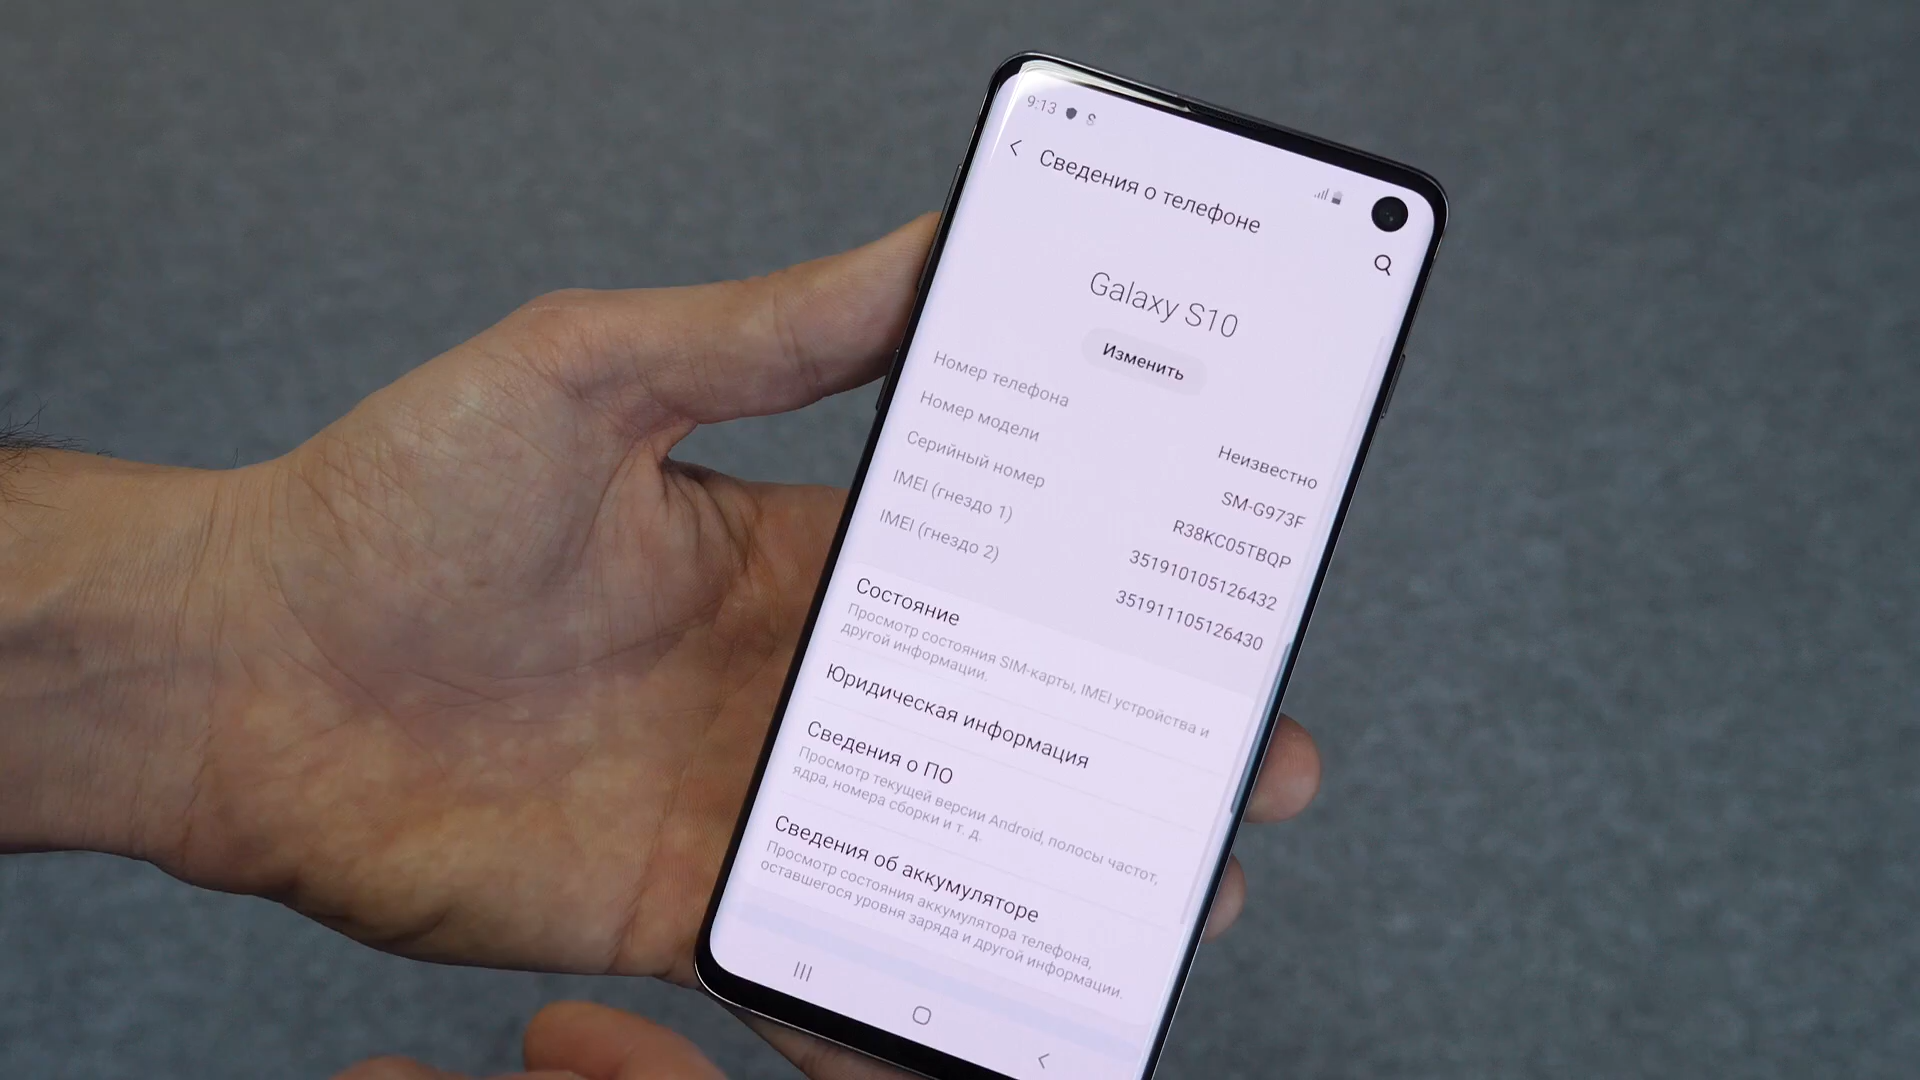 9:13
Сведения о телефоне
Galaxy S10
Изменить
Номер телефона Неизвестно
Номер модели SM-G973F
Серийный номер R38KC05TBQP
IMEI (гнездо 1) 351910105126432
IMEI (гнездо 2) 351911105126430
Состояние
Просмотр состояния SIM-карты, IMEI устройства и
другой информации.
Юридическая информация
Сведения о ПО
Просмотр текущей версии Android, полосы частот,
ядра, номера сборки и т. д.
Сведения об аккумуляторе
Просмотр состояния аккумулятора телефона,
оставшегося уровня заряда и другой информации.